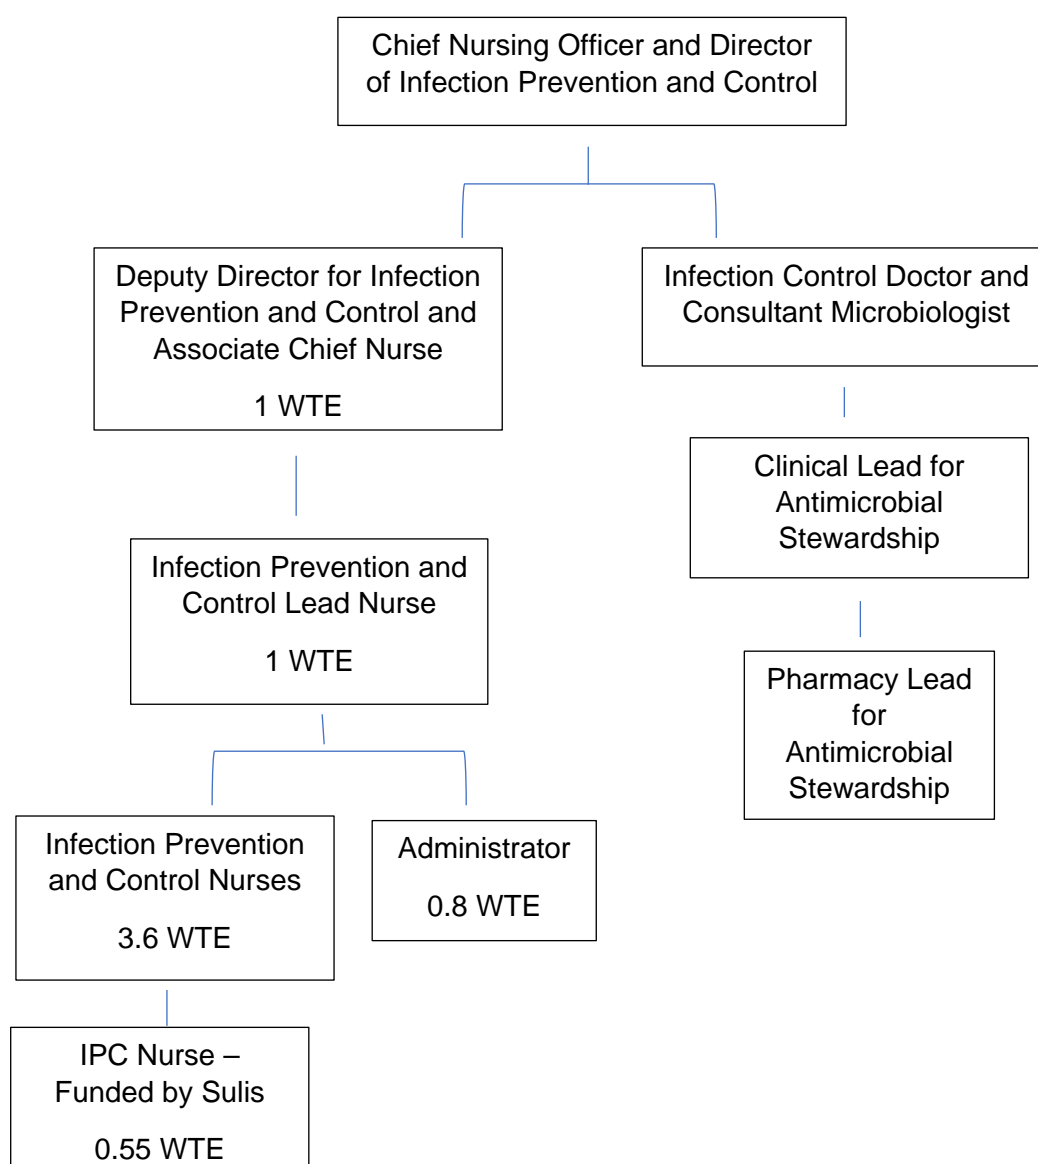 Chief Nursing Officer and Director
of Infection Prevention and Control
Deputy Director for Infection
Prevention and Control and
Associate Chief Nurse
1 WTE
Infection Control Doctor and
Consultant Microbiologist
Clinical Lead for
Antimicrobial
Stewardship
Infection Prevention and
Control Lead Nurse
1 WTE
Pharmacy Lead
for
Antimicrobial
Stewardship
Infection Prevention
and Control Nurses
3.6 WTE
Administrator
0.8 WTE
IPC Nurse –
Funded by Sulis
0.55 WTE